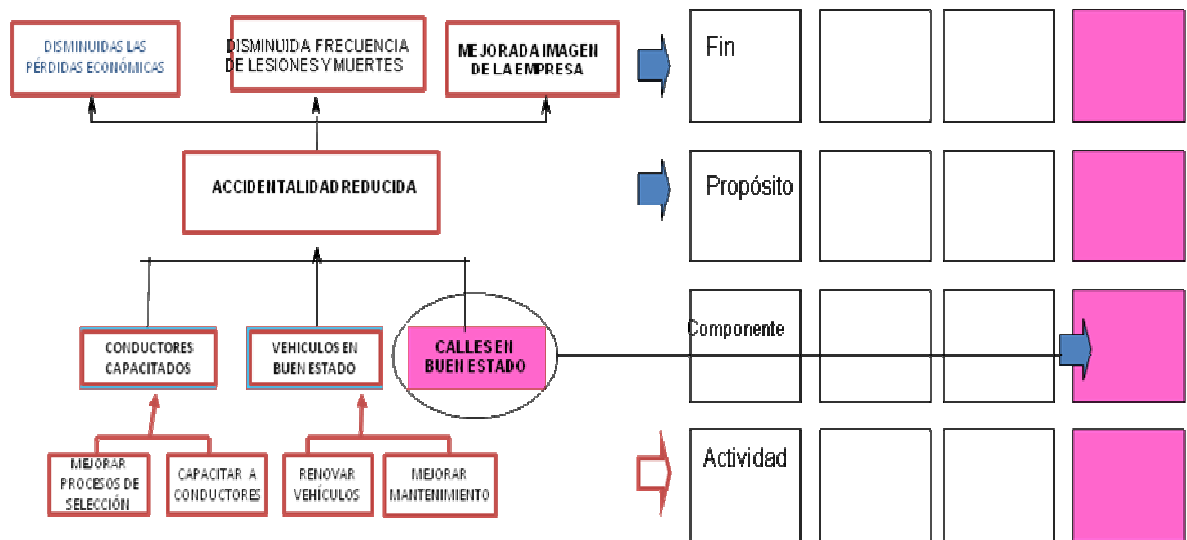 DISMINUIDAS LAS
PÉRDIDAS ECONÓMICAS
DISMINUIDA FRECUENCIA
DE LESIONES Y MUERTES
MEJORADA IMAGEN
DE LA EMPRESA
Fin
ACCIDENTALIDAD REDUCIDA
Propósito
CONDUCTORES
CAPACITADOS
VEHICULOS EN
BUEN ESTADO
CALLES EN
BUEN ESTADO
Componente
MEJORAR
PROCESOS DE
SELECCIÓN
CAPACITAR A
CONDUCTORES
RENOVAR
VEHÍCULOS
MEJORAR
MANTENIMIENTO
Actividad